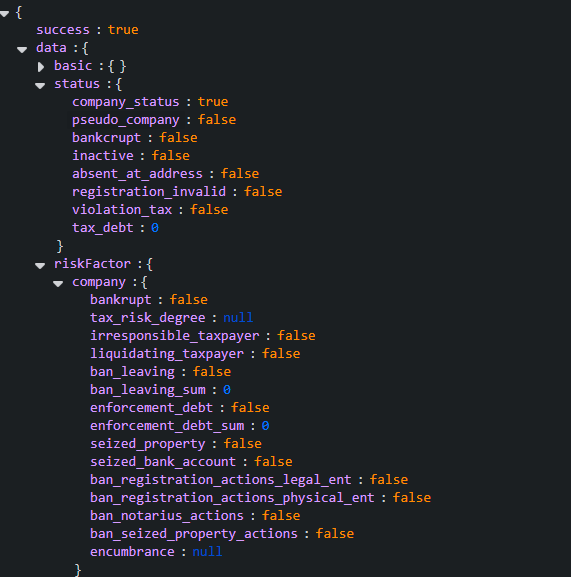 {
success : true
data : {
basic : { }
status : {
company_status : true
pseudo_company : false
bankcrupt : false
inactive : false
absent_at_address : false
registration_invalid : false
violation_tax : false
tax_debt : 0
}
riskFactor : {
company : {
bankrupt : false
tax_risk_degree : null
irresponsible_taxpayer : false
liquidating_taxpayer : false
ban_leaving : false
ban_leaving_sum : 0
enforcement_debt : false
enforcement_debt_sum : 0
seized_property : false
seized_bank_account : false
ban_registration_actions_legal_ent : false
ban_registration_actions_physical_ent : false
ban_notarius_actions : false
ban_seized_property_actions : false
encumbrance : null
}